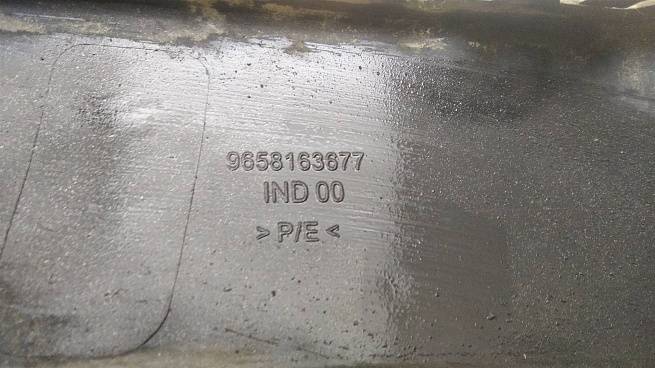 9658163677
IND 00
> P/E <